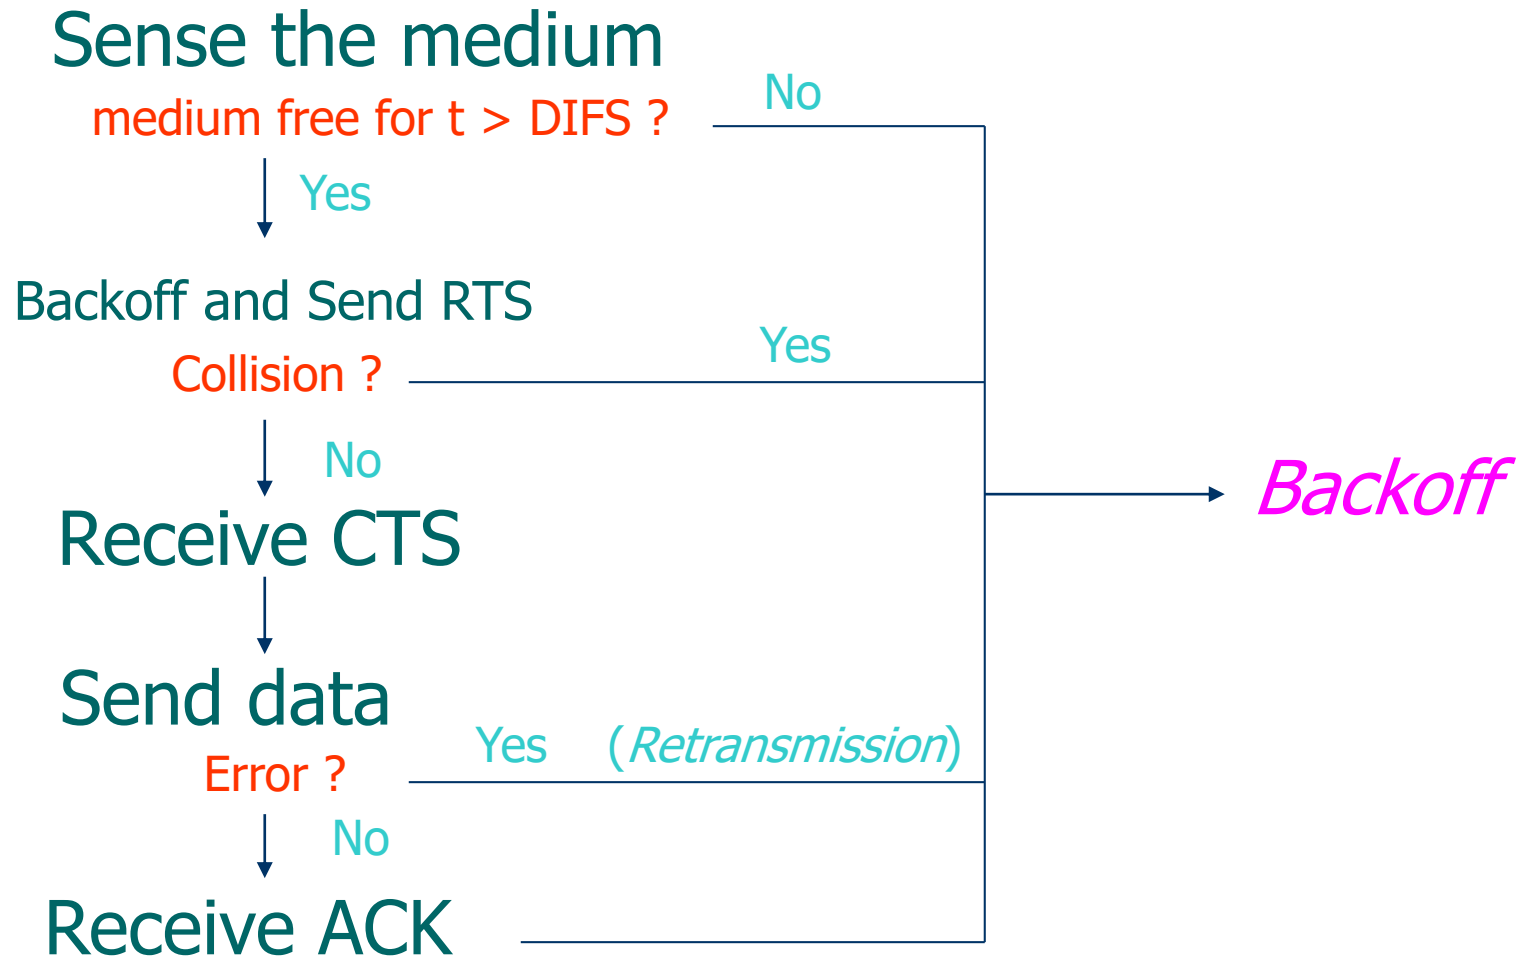 Sense the medium
medium free for t > DIFS ?
No
Yes
Backoff and Send RTS
Collision ?
Yes
No
Receive CTS
Backoff
Send data
Error ?
Yes (Retransmission)
No
Receive ACK